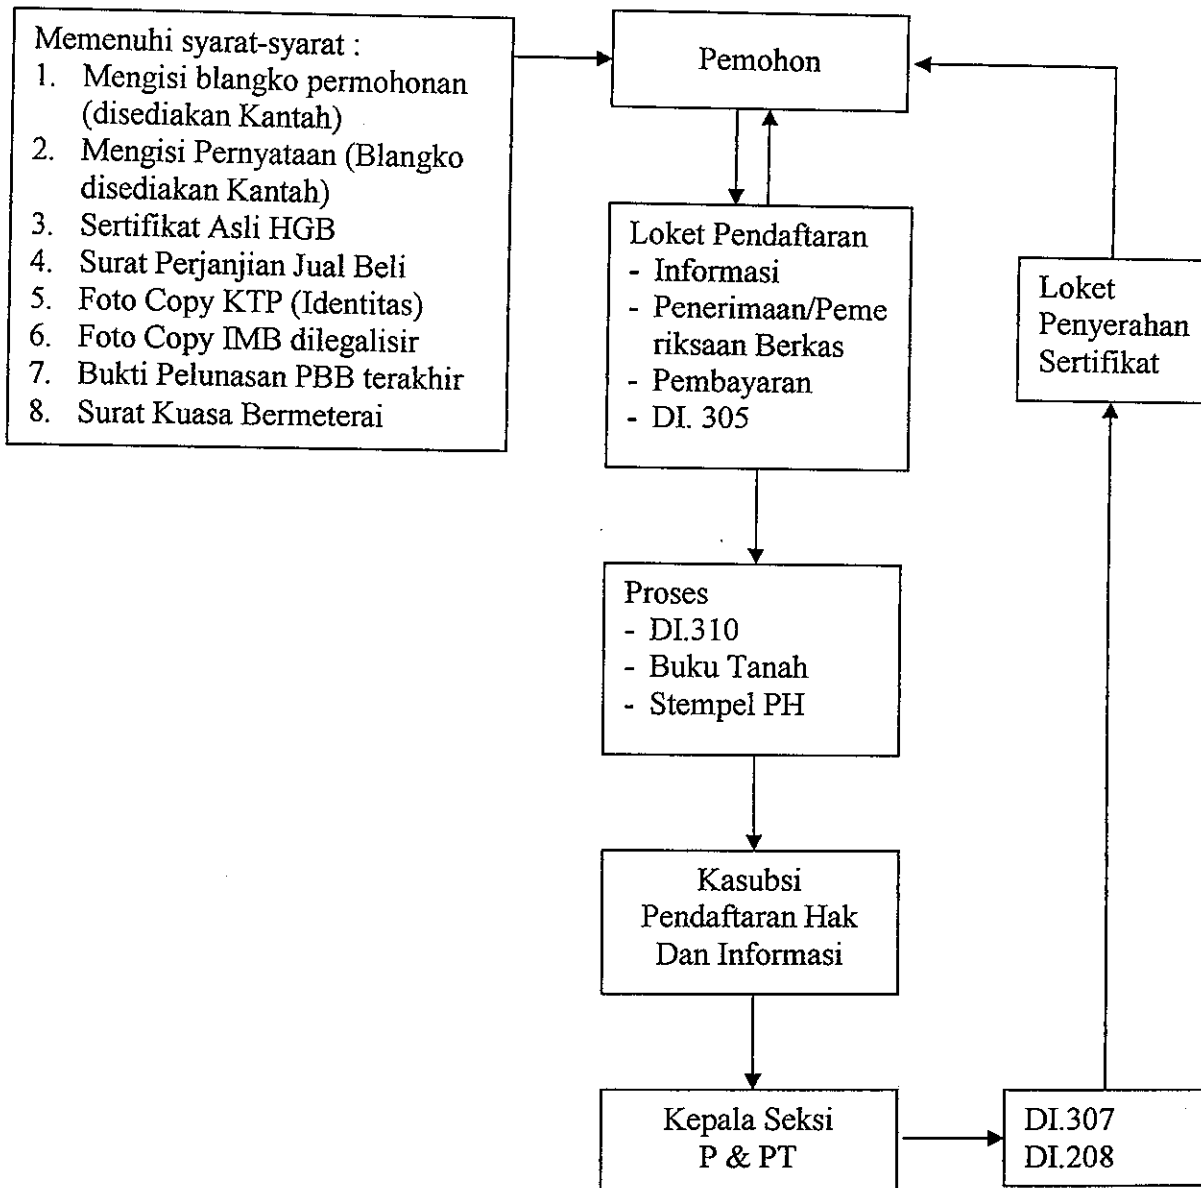 Memenuhi syarat-syarat :
1. Mengisi blangko permohonan
(disediakan Kantah)
2. Mengisi Pernyataan (Blangko
disediakan Kantah)
3. Sertifikat Asli HGB
4. Surat Perjanjian Jual Beli
5. Foto Copy KTP (Identitas)
6. Foto Copy IMB dilegalisir
7. Bukti Pelunasan PBB terakhir
8. Surat Kuasa Bermeterai
Pemohon
Loket Pendaftaran
- Informasi
- Penerimaan/Peme
riksaan Berkas
- Pembayaran
- DI. 305
Loket
Penyerahan
Sertifikat
Proses
- DI.310
- Buku Tanah
- Stempel PH
Kasubsi
Pendaftaran Hak
Dan Informasi
Kepala Seksi
P & PT
DI.307
DI.208